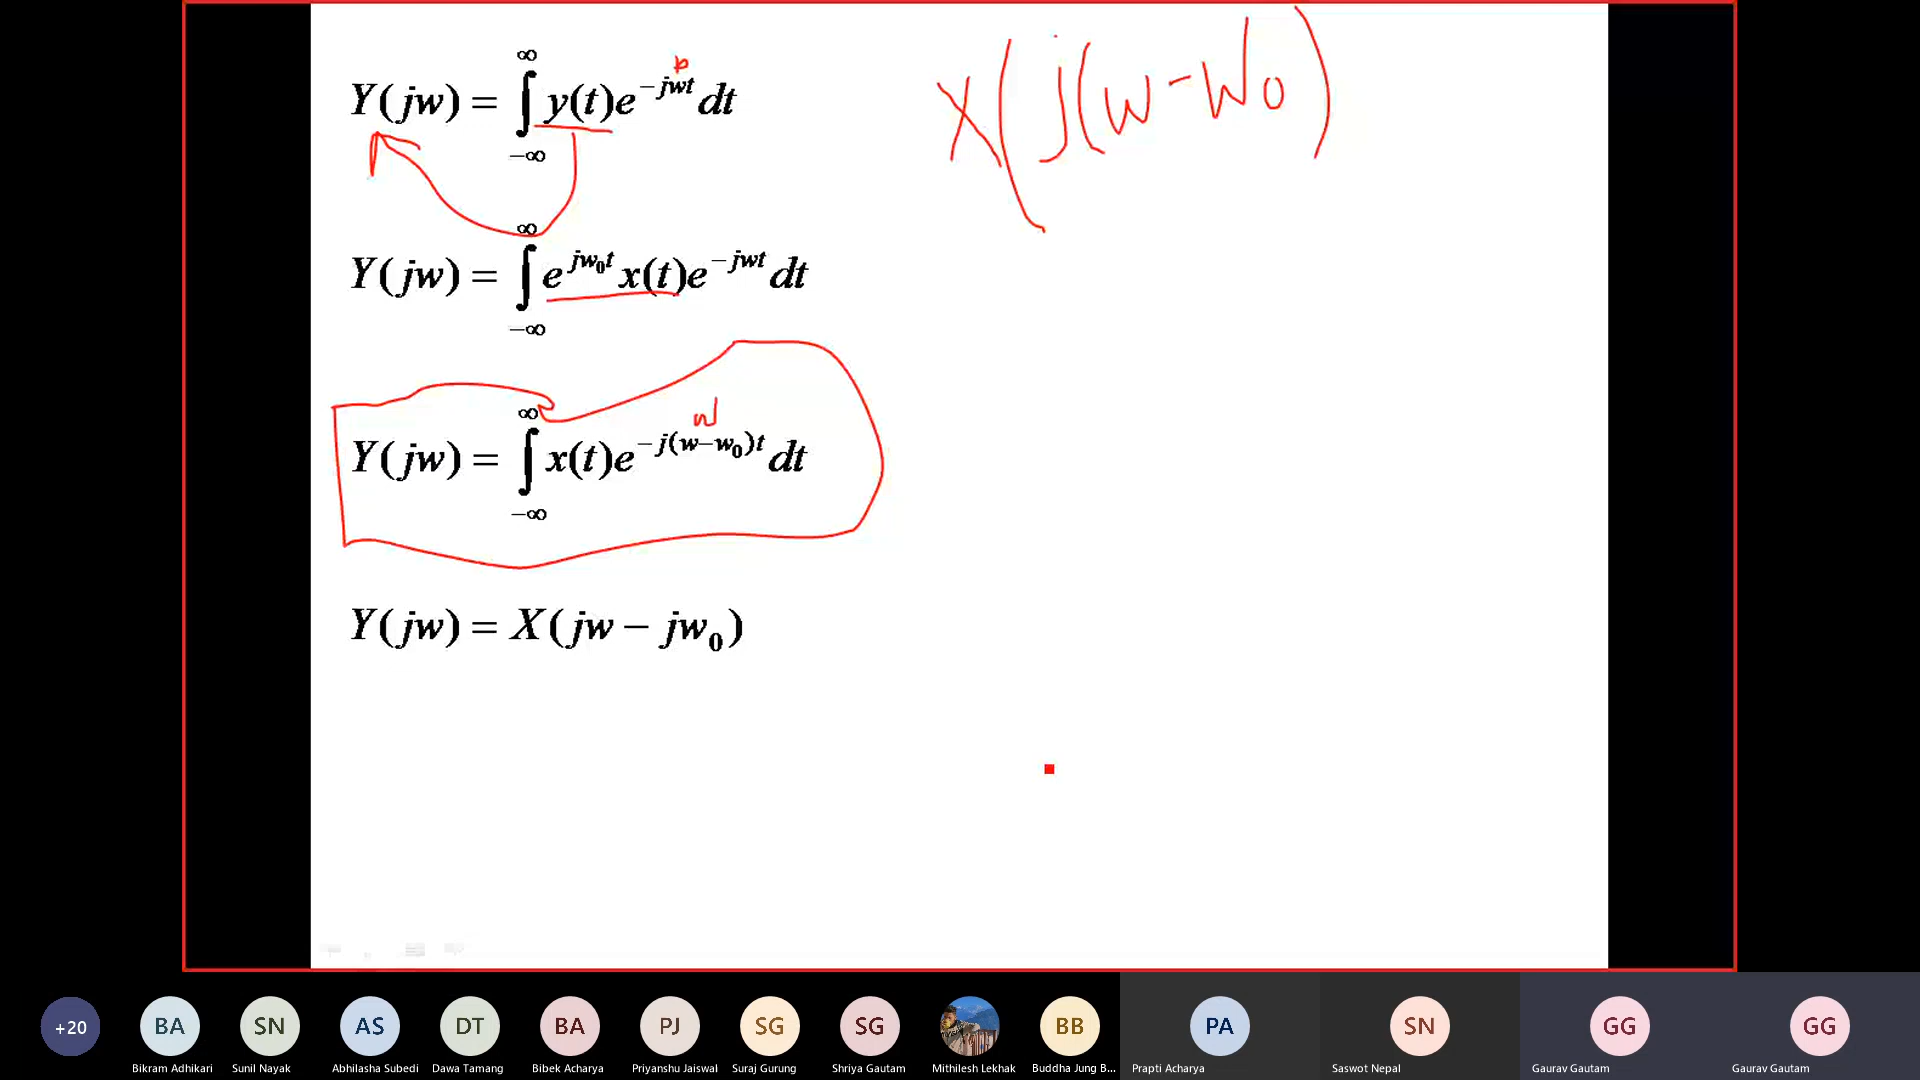 Y(jw) = ∫_{-∞}^{∞} y(t)e^{-jwt} dt
X(j(w-w0)
Y(jw) = ∫_{-∞}^{∞} e^{jw₀t} x(t)e^{-jwt} dt
Y(jw) = ∫_{-∞}^{∞} x(t)e^{-j(w-w₀)t} dt
Y(jw) = X(jw - jw₀)
+20
BA
SN
AS
DT
BA
PJ
SG
SG
BB
PA
SN
GG
GG
Bikram Adhikari
Sunil Nayak
Abhilasha Subedi
Dawa Tamang
Bibek Acharya
Priyanshu Jaiswal
Suraj Gurung
Shriya Gautam
Mithilesh Lekhak
Buddha Jung B...
Prapti Acharya
Saswot Nepal
Gaurav Gautam
Gaurav Gautam